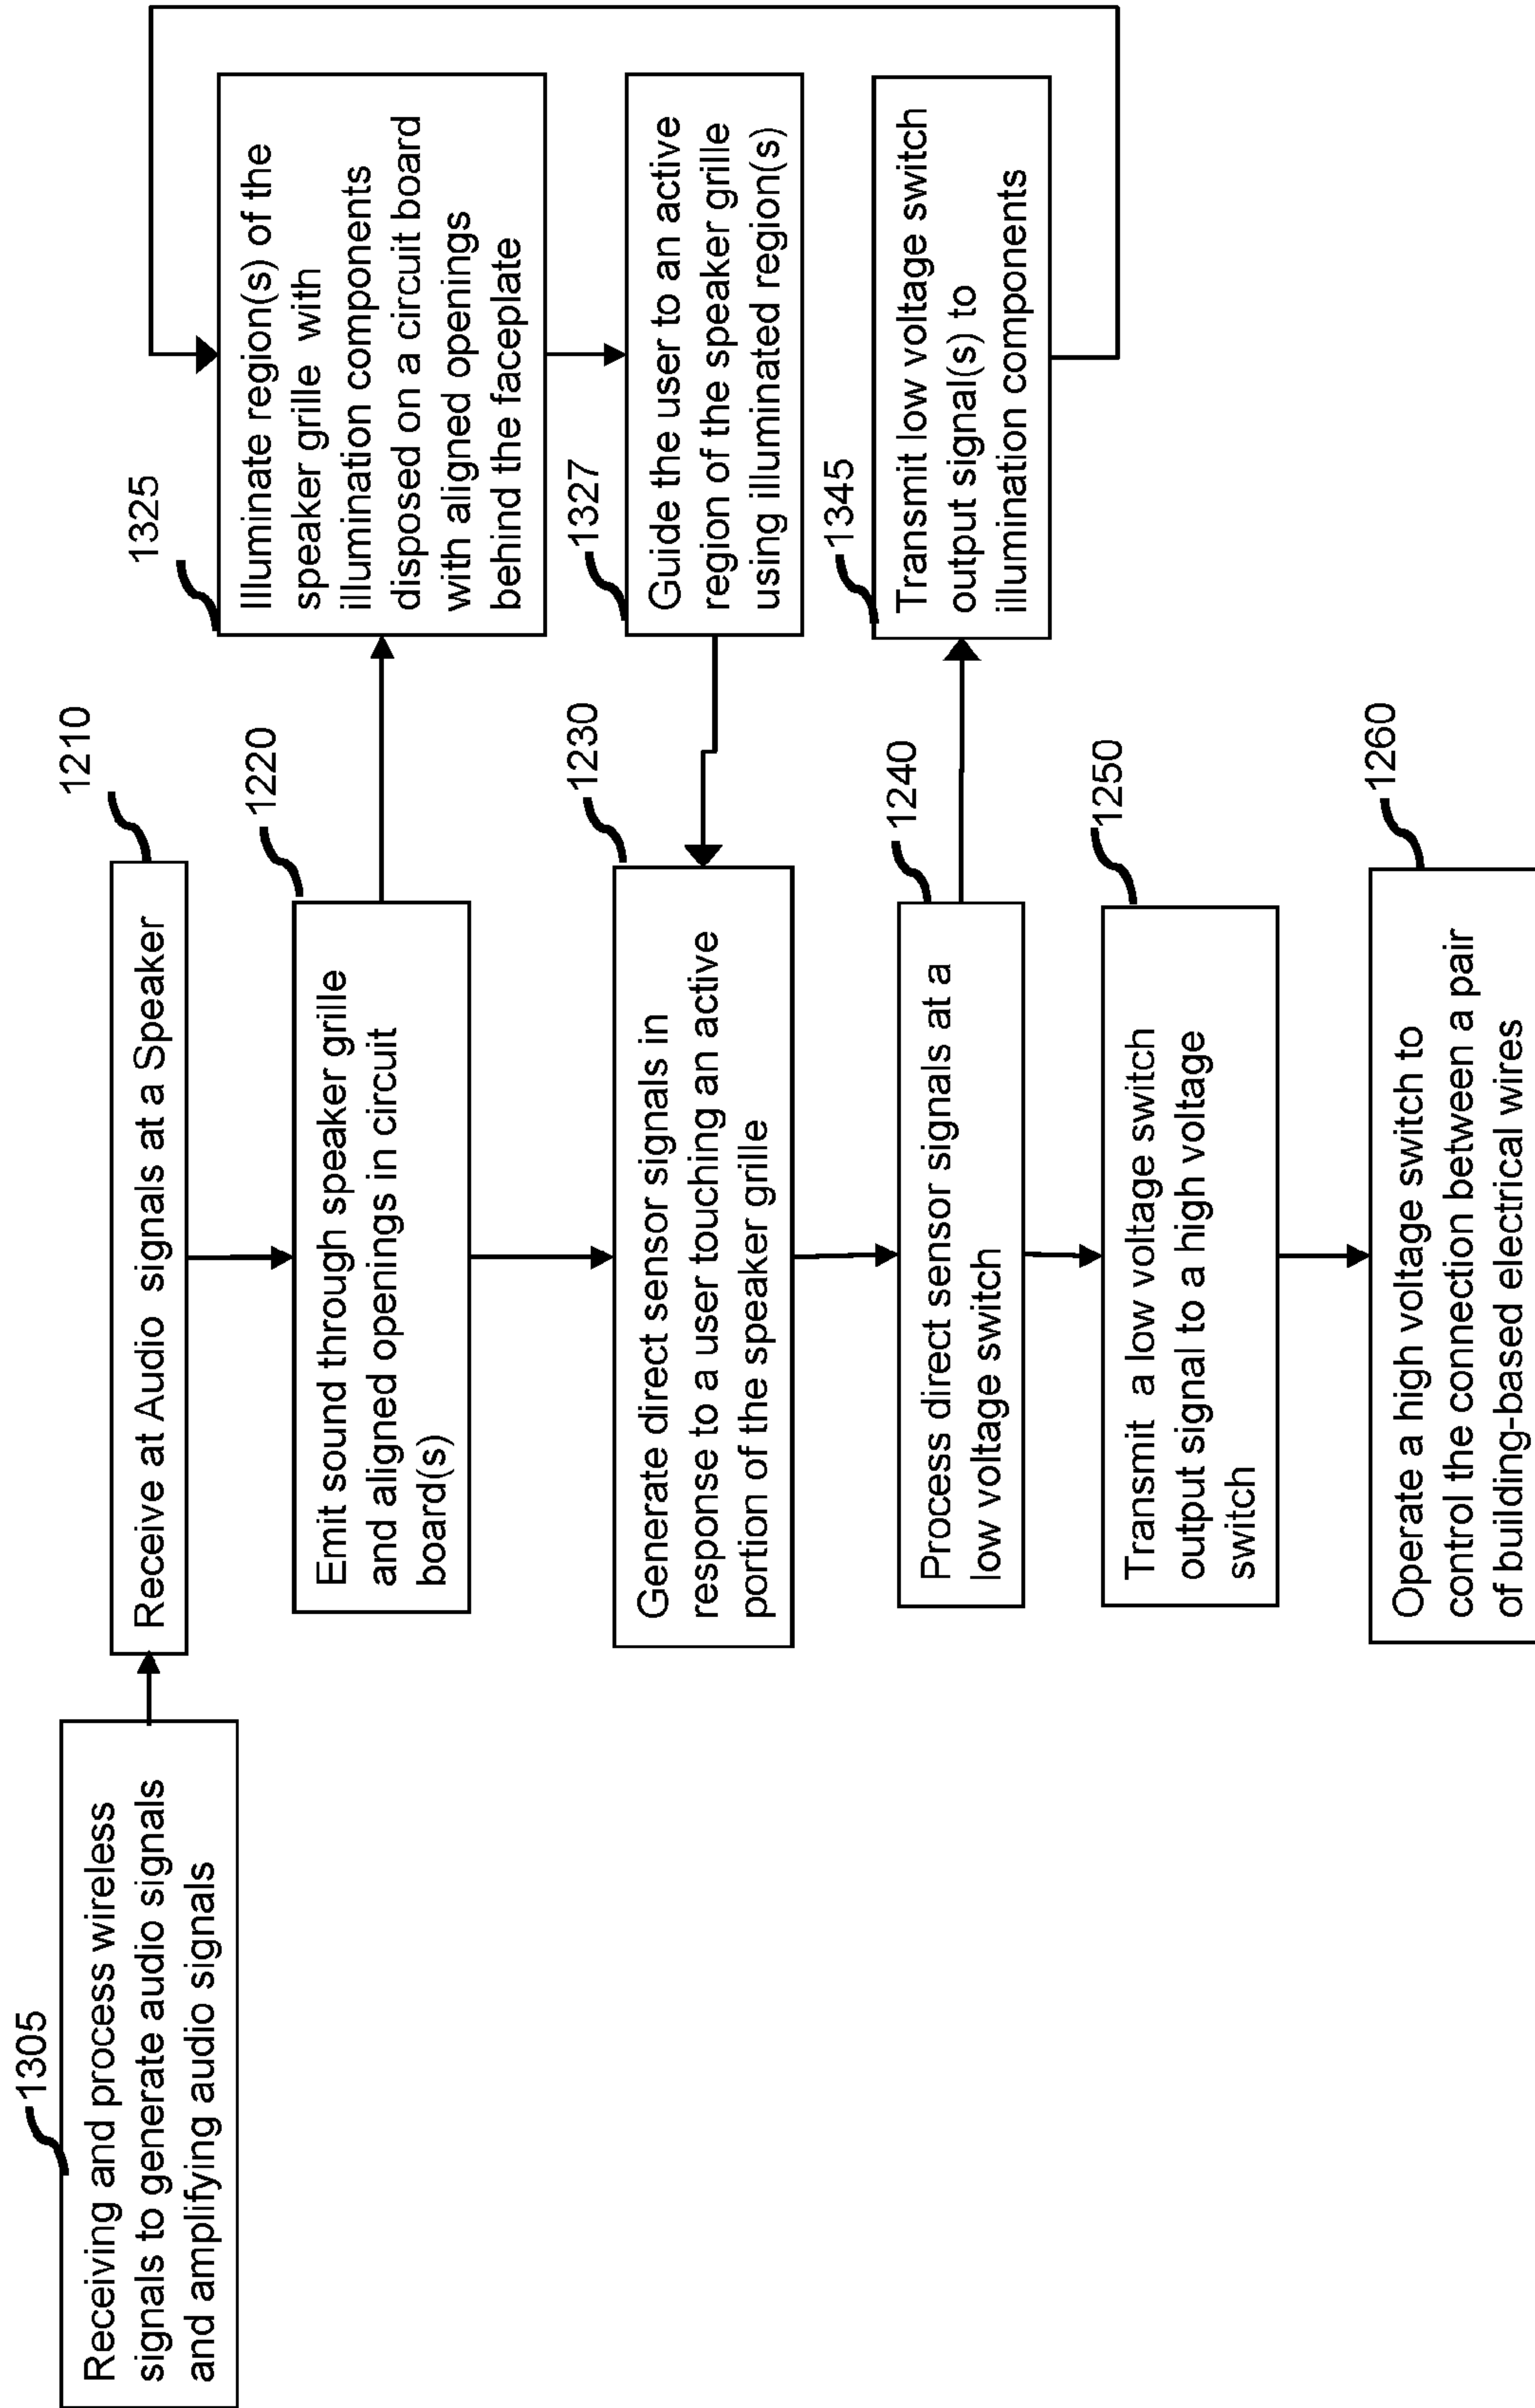 1305
Receiving and process wireless
signals to generate audio signals
and amplifying audio signals
1210
Receive at Audio signals at a Speaker
1220
Emit sound through speaker grille
and aligned openings in circuit
board(s)
1325
Illuminate region(s) of the
speaker grille with
illumination components
disposed on a circuit board
with aligned openings
behind the faceplate
1327
Guide the user to an active
region of the speaker grille
using illuminated region(s)
1230
Generate direct sensor signals in
response to a user touching an active
portion of the speaker grille
1240
Process direct sensor signals at a
low voltage switch
1345
Transmit low voltage switch
output signal(s) to
illumination components
1250
Transmit a low voltage switch
output signal to a high voltage
switch
1260
Operate a high voltage switch to
control the connection between a pair
of building-based electrical wires